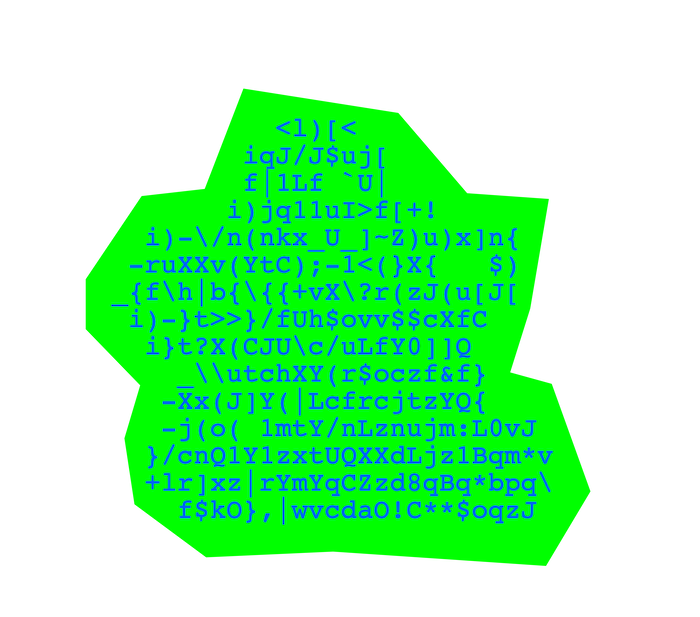 <l)[<
iqJ/J$uj[
f|1Lf `U|
i)jq11uI>f[+!
i)-\/n(nkx_U_]~Z)u)x]n{
-ruXXv(YtC);-1<(}X{   $)
_{f\h|b{\{{+vX\?r(zJ(u[J[
i)-}t>>}/fUh$ovv$$cXfC
i}t?X(CJU\c/uLfY0]]Q
_\\utchXY(r$oczf&f}
-Xx(J]Y(|LcfrcjtzYQ{
-j(o( 1mtY/nLznujm:L0vJ
}/cnQ1Y1zxtUQXXdLjz1Bqm*v
+lr]xz|rYmYqCZzd8qBq*bpq\
f$kO},|wvcdaO!C**$oqzJ